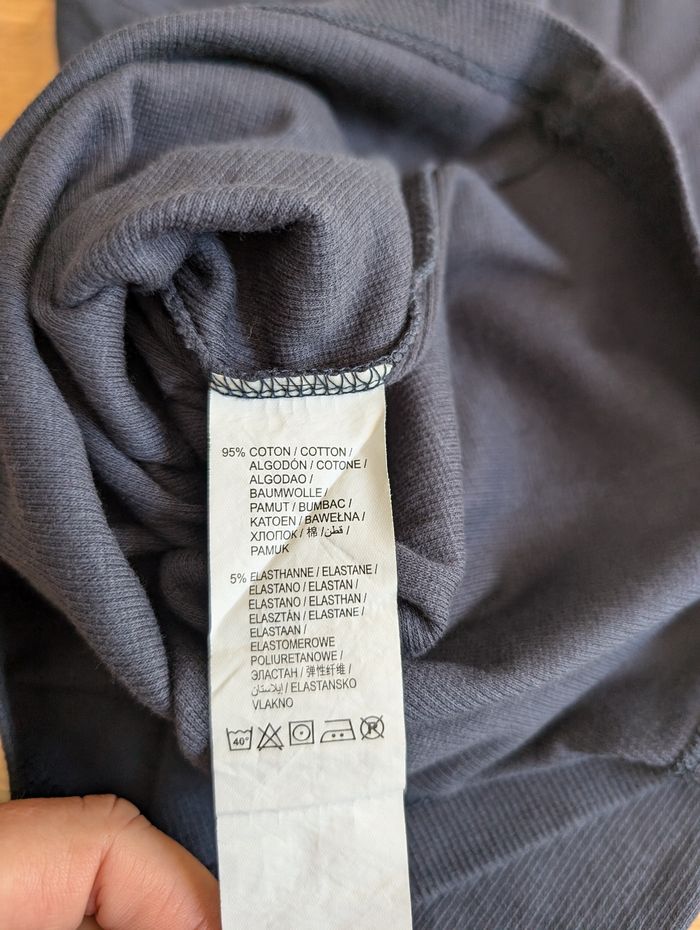 95% COTON / COTTON /
ALGODÓN / COTONE /
ALGODAO /
BAUMWOLLE /
PAMUT / BUMBAC /
KATOEN / BAWEŁNA /
ХЛОПОК / 棉 / قطن /
PAMUK
5% ELASTHANNE / ELASTANE /
ELASTANO / ELASTAN /
ELASTANO / ELASTHAN /
ELASZTÁN / ELASTANE /
ELASTAAN /
ELASTOMEROWE
POLIURETANOWE /
ЭЛАСТАН / 弹性纤维 /
إيلاستان / ELASTANSKO
VLAKNO
40°
R